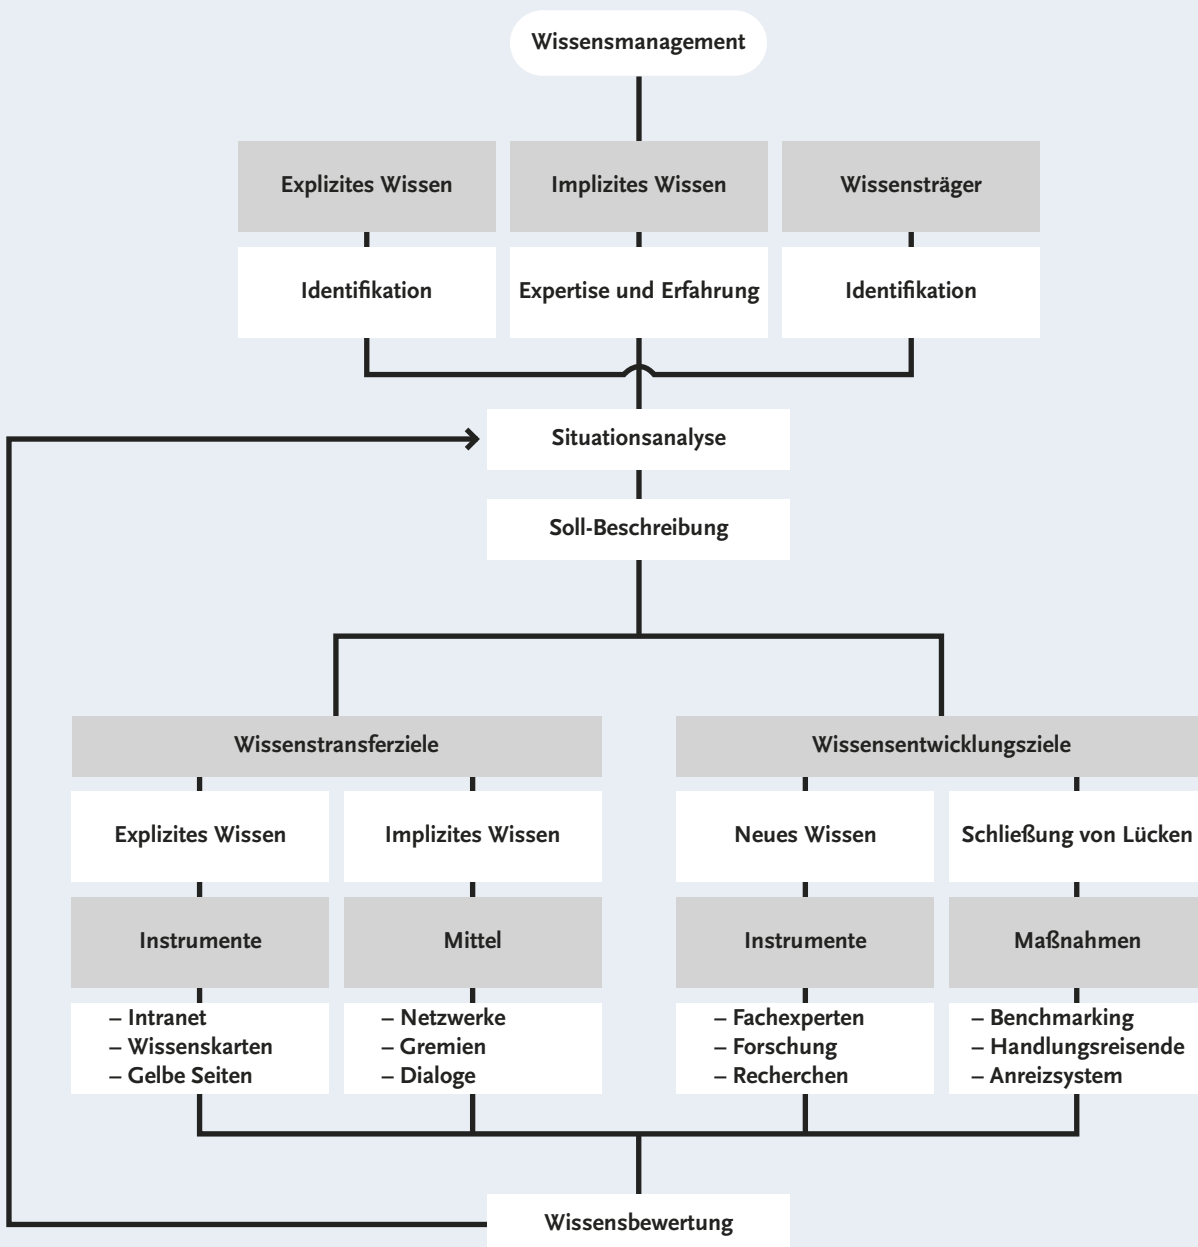 Wissensmanagement
Explizites Wissen
Implizites Wissen
Wissensträger
Identifikation
Expertise und Erfahrung
Identifikation
Situationsanalyse
Soll-Beschreibung
Wissenstransferziele
Wissensentwicklungsziele
Explizites Wissen
Implizites Wissen
Neues Wissen
Schließung von Lücken
Instrumente
Mittel
Instrumente
Maßnahmen
– Intranet
– Wissenskarten
– Gelbe Seiten
– Netzwerke
– Gremien
– Dialoge
– Fachexperten
– Forschung
– Recherchen
– Benchmarking
– Handlungsreisende
– Anreizsystem
Wissensbewertung